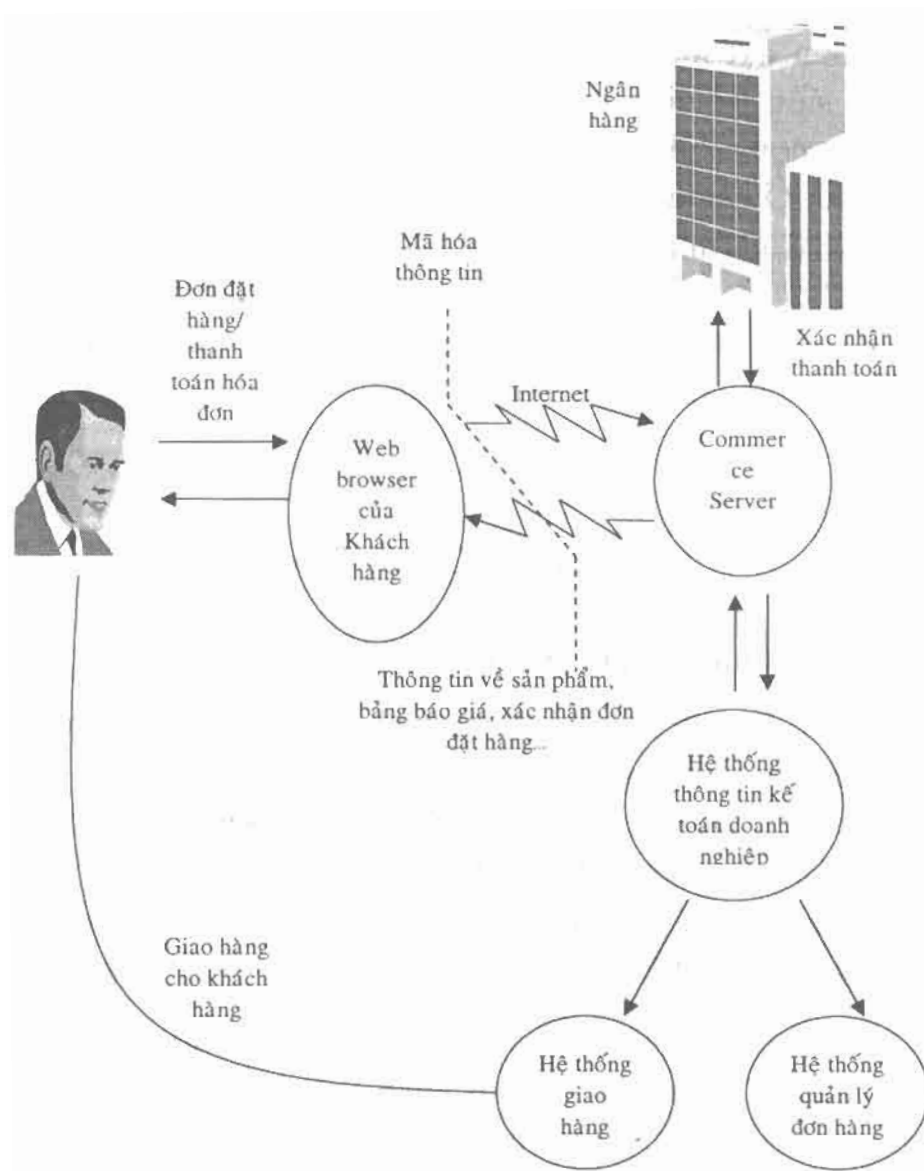 Ngân
hàng
Mã hóa
thông tin
Đơn đặt
hàng/
thanh
toán hóa
đơn
Xác nhận
thanh toán
Internet
Web
browser
của
Khách
hàng
Commer
ce
Server
Thông tin về sản phẩm,
bảng báo giá, xác nhận đơn
đặt hàng...
Hệ thống
thông tin kế
toán doanh
nghiệp
Giao hàng
cho khách
hàng
Hệ thống
giao
hàng
Hệ thống
quản lý
đơn hàng